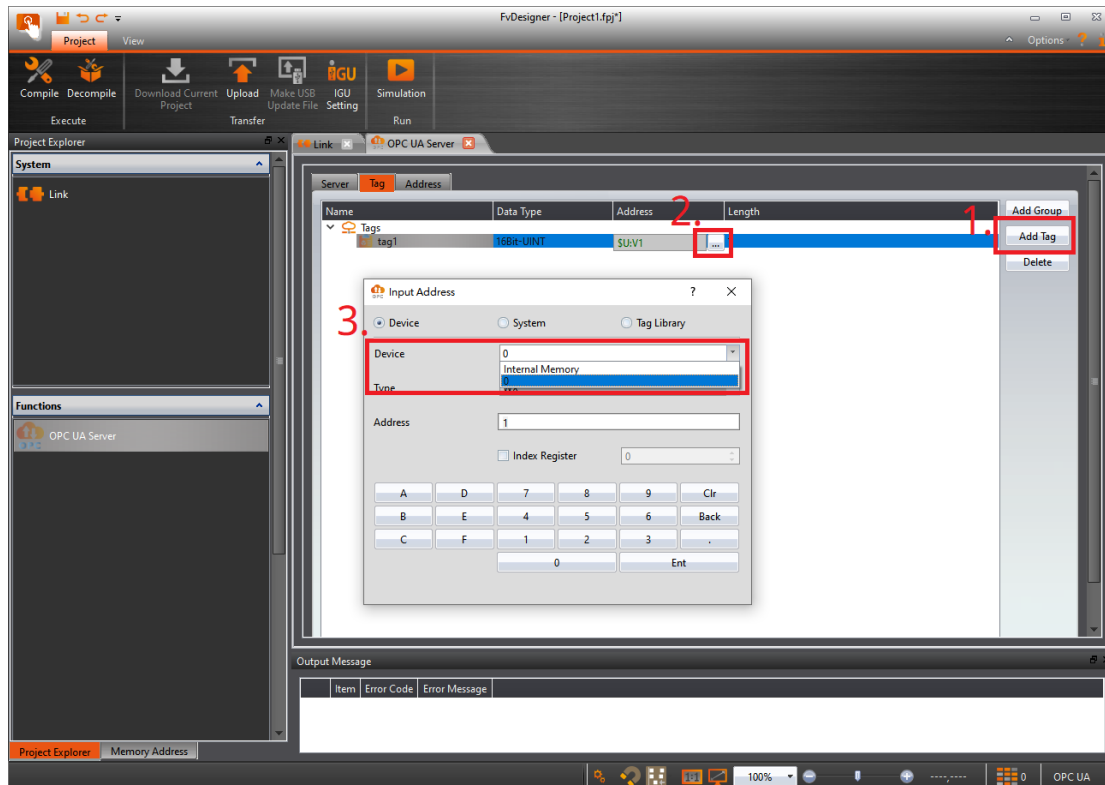 FvDesigner - [Project1.fpj*]
Project View Options
Compile Decompile Download Current Project Upload Make USB Update File IGU Setting Simulation
Execute Transfer Run
Project Explorer
System
Link
Functions
OPC UA Server
Project Explorer Memory Address
Link OPC UA Server
Server Tag Address
Name Data Type Address Length
Tags
tag1 16Bit-UINT $U:V1 ...
Add Group
Add Tag
Delete
1.
2.
3.
Input Address ?
Device System Tag Library
Device 0
Internal Memory
0
Type
Address 1
Index Register 0
A D 7 8 9 Clr
B E 4 5 6 Back
C F 1 2 3 .
0 Ent
Output Message
Item Error Code Error Message
100% ----,---- 0 OPC UA